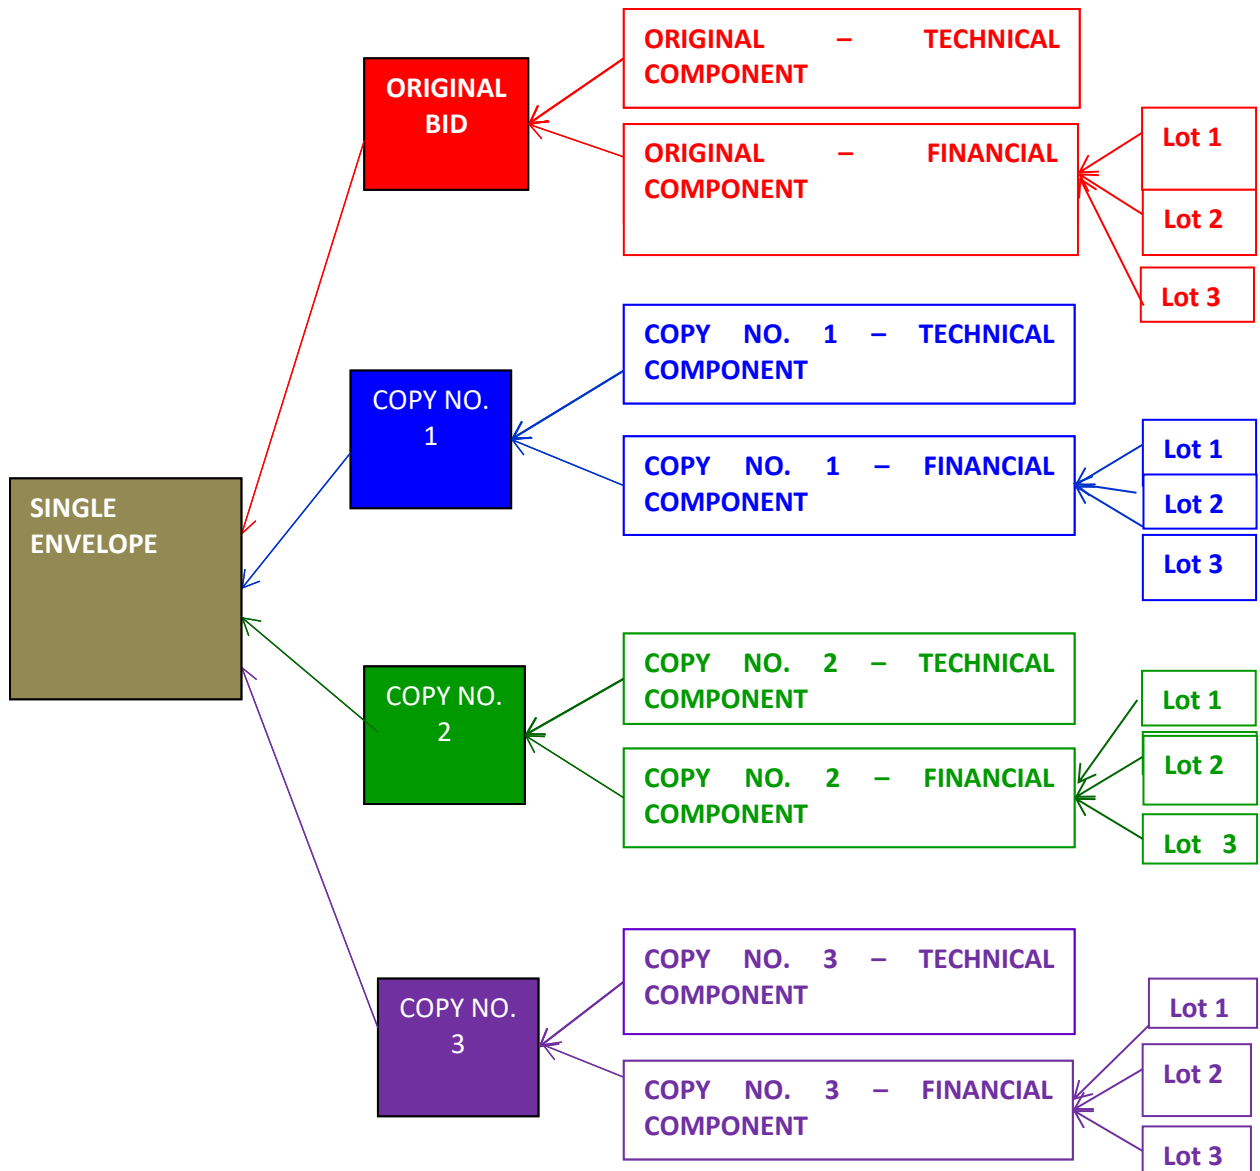 ORIGINAL – TECHNICAL
COMPONENT
ORIGINAL
BID
ORIGINAL – FINANCIAL
COMPONENT
Lot 1
Lot 2
Lot 3
COPY NO. 1 – TECHNICAL
COMPONENT
COPY NO.
1
COPY NO. 1 – FINANCIAL
COMPONENT
Lot 1
Lot 2
Lot 3
SINGLE
ENVELOPE
COPY NO. 2 – TECHNICAL
COMPONENT
COPY NO.
2
COPY NO. 2 – FINANCIAL
COMPONENT
Lot 1
Lot 2
Lot 3
COPY NO. 3 – TECHNICAL
COMPONENT
COPY NO.
3
COPY NO. 3 – FINANCIAL
COMPONENT
Lot 1
Lot 2
Lot 3